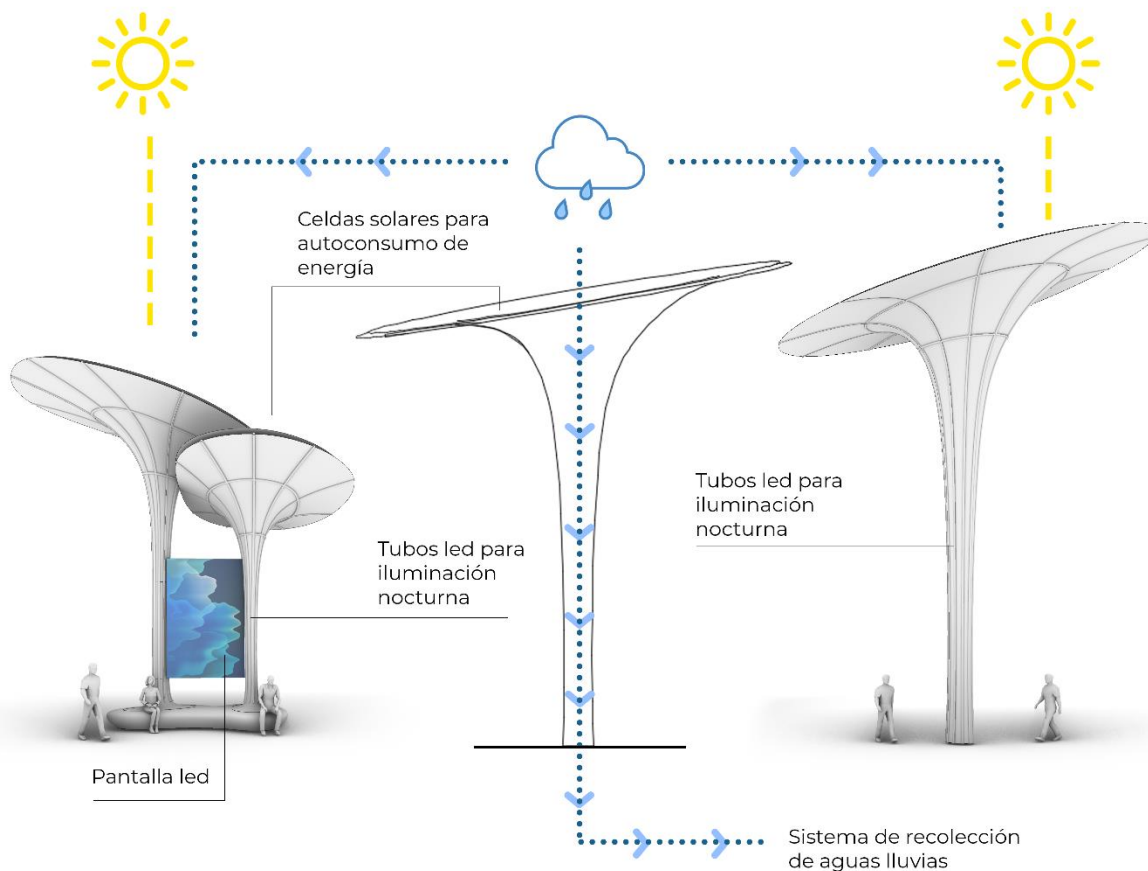 Celdas solares para
autoconsumo de
energía
Tubos led para
iluminación
nocturna
Tubos led para
iluminación
nocturna
Pantalla led
Sistema de recolección
de aguas lluvias